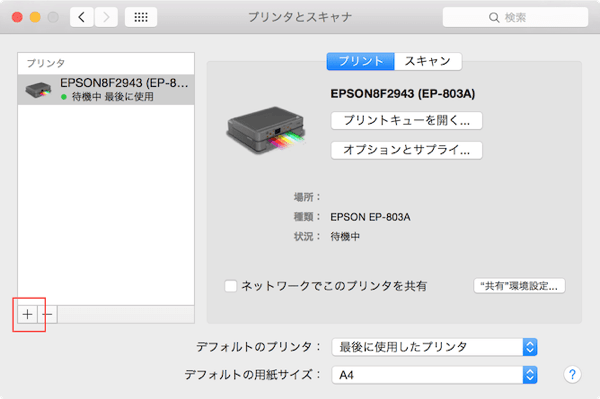 プリンタとスキャナ
検索
プリンタ
EPSON8F2943 (EP-8...
待機中 最後に使用
プリント
スキャン
EPSON8F2943 (EP-803A)
プリントキューを開く...
オプションとサプライ...
場所：
種類： EPSON EP-803A
状況： 待機中
ネットワークでこのプリンタを共有
“共有”環境設定...
+ −
デフォルトのプリンタ： 最後に使用したプリンタ
デフォルトの用紙サイズ： A4
?